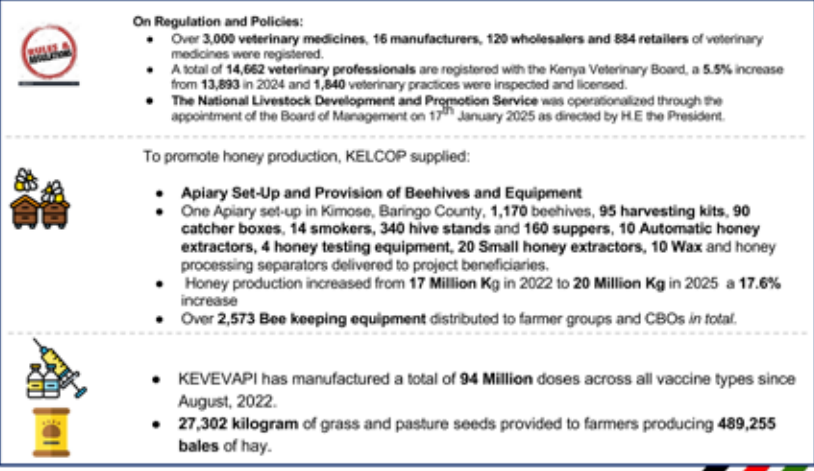 On Regulation and Policies:
RULES & REGULATIONS
● Over 3,000 veterinary medicines, 16 manufacturers, 120 wholesalers and 884 retailers of veterinary
medicines were registered.
● A total of 14,662 veterinary professionals are registered with the Kenya Veterinary Board, a 5.5% increase
from 13,893 in 2024 and 1,840 veterinary practices were inspected and licensed.
● The National Livestock Development and Promotion Service was operationalized through the
appointment of the Board of Management on 17th January 2025 as directed by H.E the President.
To promote honey production, KELCOP supplied:
● Apiary Set-Up and Provision of Beehives and Equipment
● One Apiary set-up in Kimose, Baringo County, 1,170 beehives, 95 harvesting kits, 90
catcher boxes, 14 smokers, 340 hive stands and 160 suppers, 10 Automatic honey
extractors, 4 honey testing equipment, 20 Small honey extractors, 10 Wax and honey
processing separators delivered to project beneficiaries.
● Honey production increased from 17 Million Kg in 2022 to 20 Million Kg in 2025 a 17.6%
increase
● Over 2,573 Bee keeping equipment distributed to farmer groups and CBOs in total.
● KEVEVAPI has manufactured a total of 94 Million doses across all vaccine types since
August, 2022.
● 27,302 kilogram of grass and pasture seeds provided to farmers producing 489,255
bales of hay.